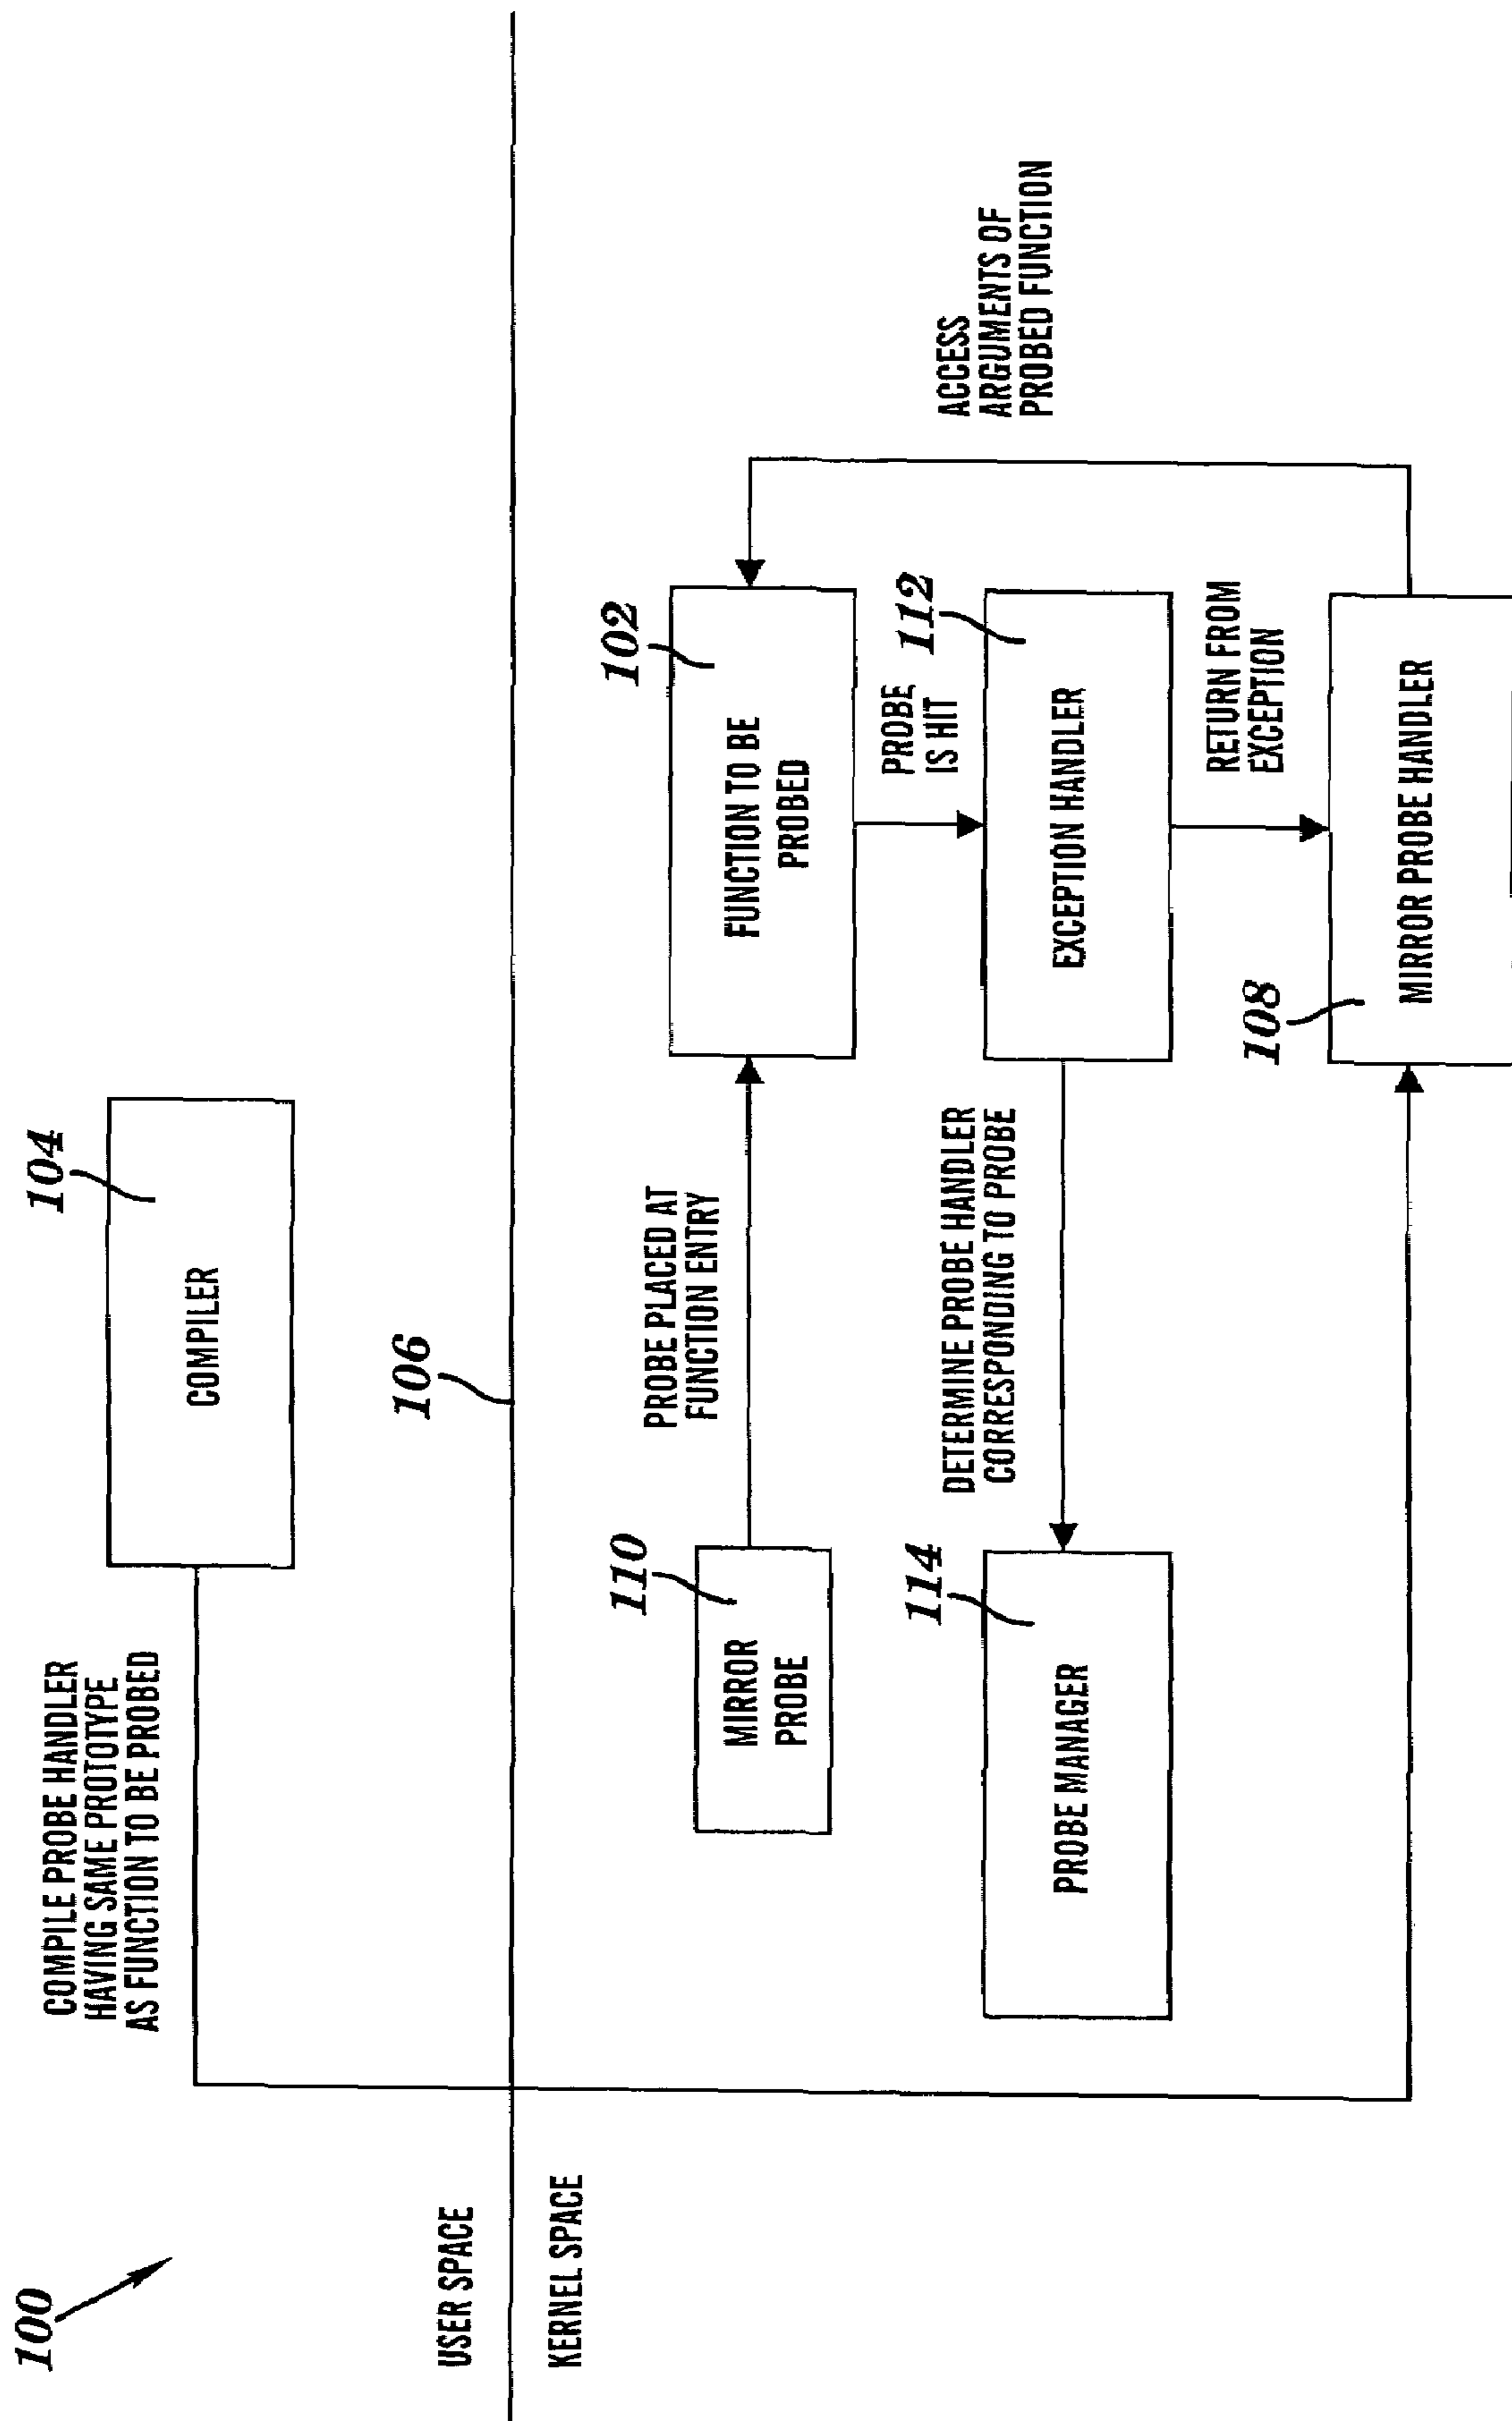 100
COMPILE PROBE HANDLER
HAVING SAME PROTOTYPE
AS FUNCTION TO BE PROBED
104
COMPILER
USER SPACE
106
KERNEL SPACE
110
MIRROR
PROBE
PROBE PLACED AT
FUNCTION ENTRY
102
FUNCTION TO BE
PROBED
PROBE
IS HIT
ACCESS
ARGUMENTS OF
PROBED FUNCTION
114
PROBE MANAGER
DETERMINE PROBE HANDLER
CORRESPONDING TO PROBE
112
EXCEPTION HANDLER
RETURN FROM
EXCEPTION
108
MIRROR PROBE HANDLER